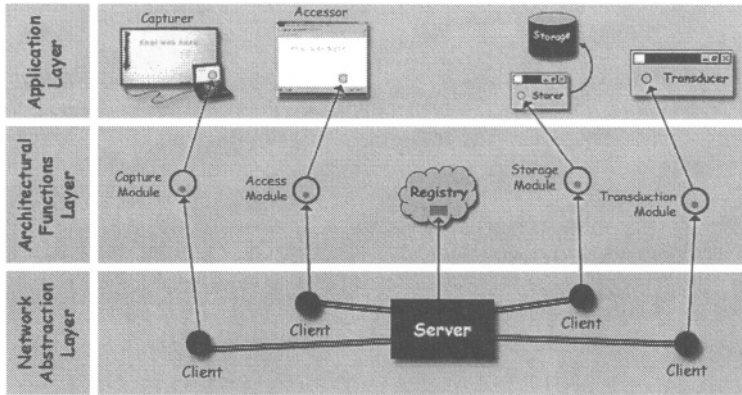 Application
Layer
Capturer
Accessor
Storage
Storer
Transducer
Architectural
Functions
Layer
Capture
Module
Access
Module
Registry
Storage
Module
Transduction
Module
Network
Abstraction
Layer
Client
Client
Server
Client
Client